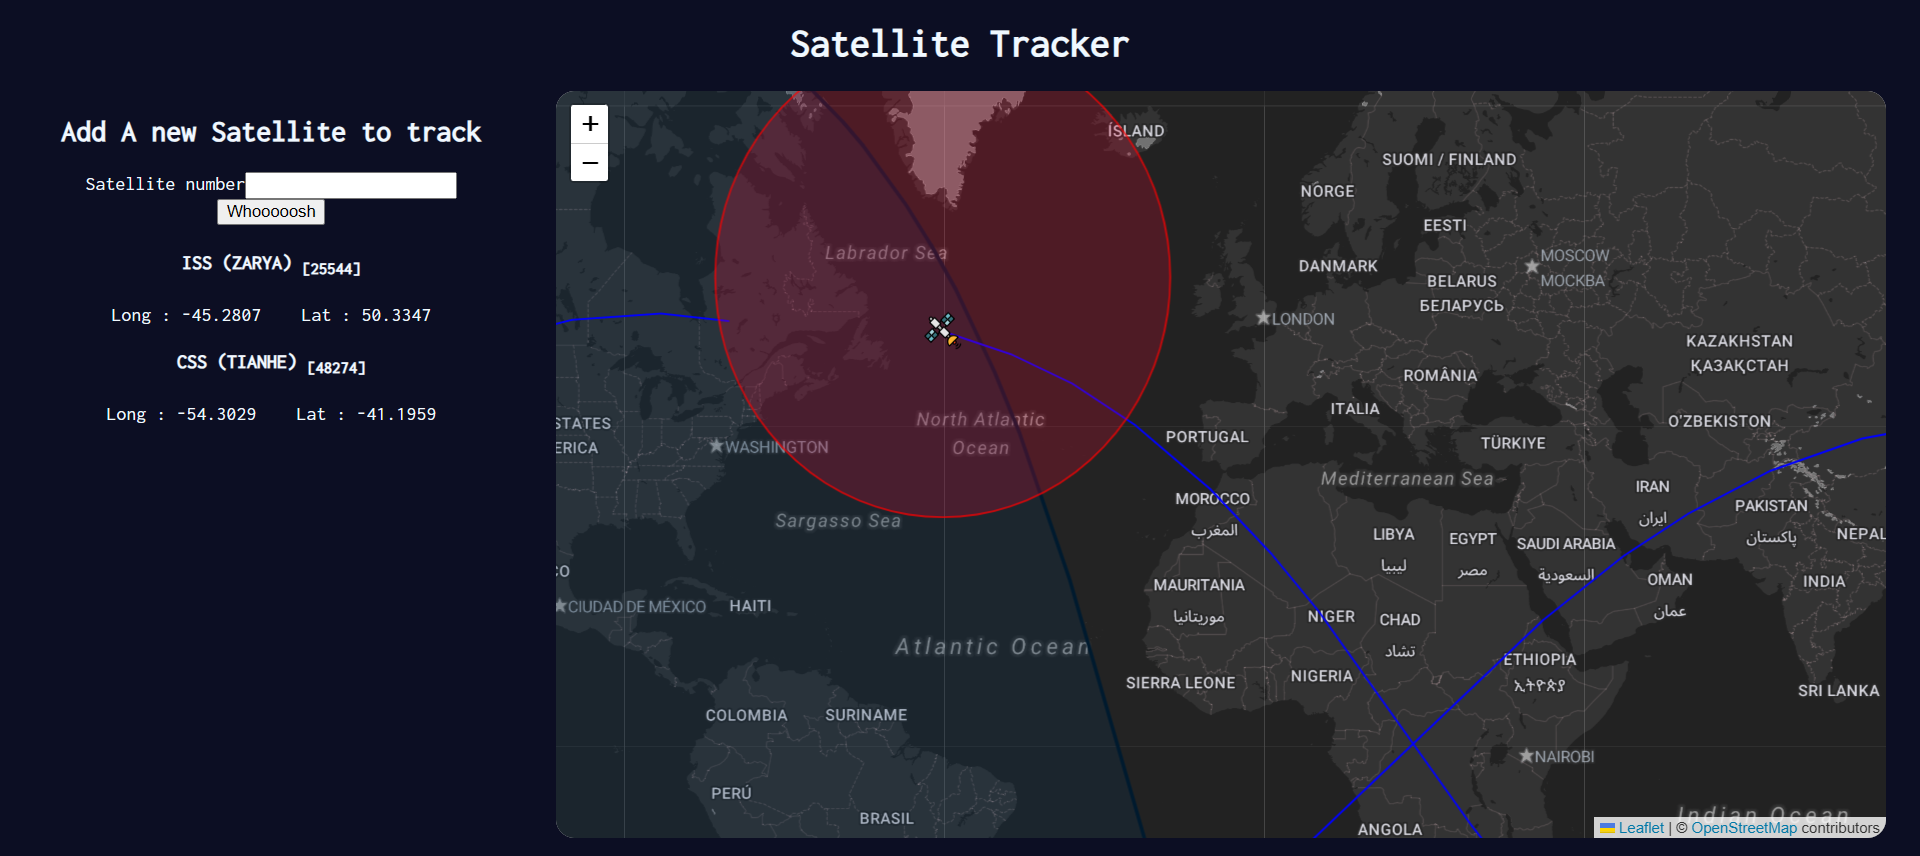 Satellite Tracker
Add A new Satellite to track
Satellite number
Whooooosh
ISS (ZARYA) [25544]
Long : -45.2807 Lat : 50.3347
CSS (TIANHE) [48274]
Long : -54.3029 Lat : -41.1959
+
−
ÍSLAND
SUOMI / FINLAND
NORGE
EESTI
Labrador Sea
MOSCOW
МОСКВА
DANMARK
BELARUS
БЕЛАРУСЬ
LONDON
KAZAKHSTAN
ҚАЗАҚСТАН
ROMÂNIA
ITALIA
North Atlantic
Ocean
STATES
ERICA
O'ZBEKISTON
WASHINGTON
PORTUGAL
TÜRKIYE
Mediterranean Sea
MOROCCO
المغرب
IRAN
ايران
PAKISTAN
پاکستان
Sargasso Sea
LIBYA
ليبيا
EGYPT
مصر
SAUDI ARABIA
السعودية
NEPAL
CO
MAURITANIA
موريتانيا
OMAN
عمان
INDIA
CIUDAD DE MÉXICO
HAITI
NIGER
CHAD
تشاد
Atlantic Ocean
ETHIOPIA
ኢትዮጵያ
SIERRA LEONE
NIGERIA
SRI LANKA
COLOMBIA
SURINAME
NAIROBI
PERÚ
BRASIL
ANGOLA
Indian Ocean
Leaflet | © OpenStreetMap contributors